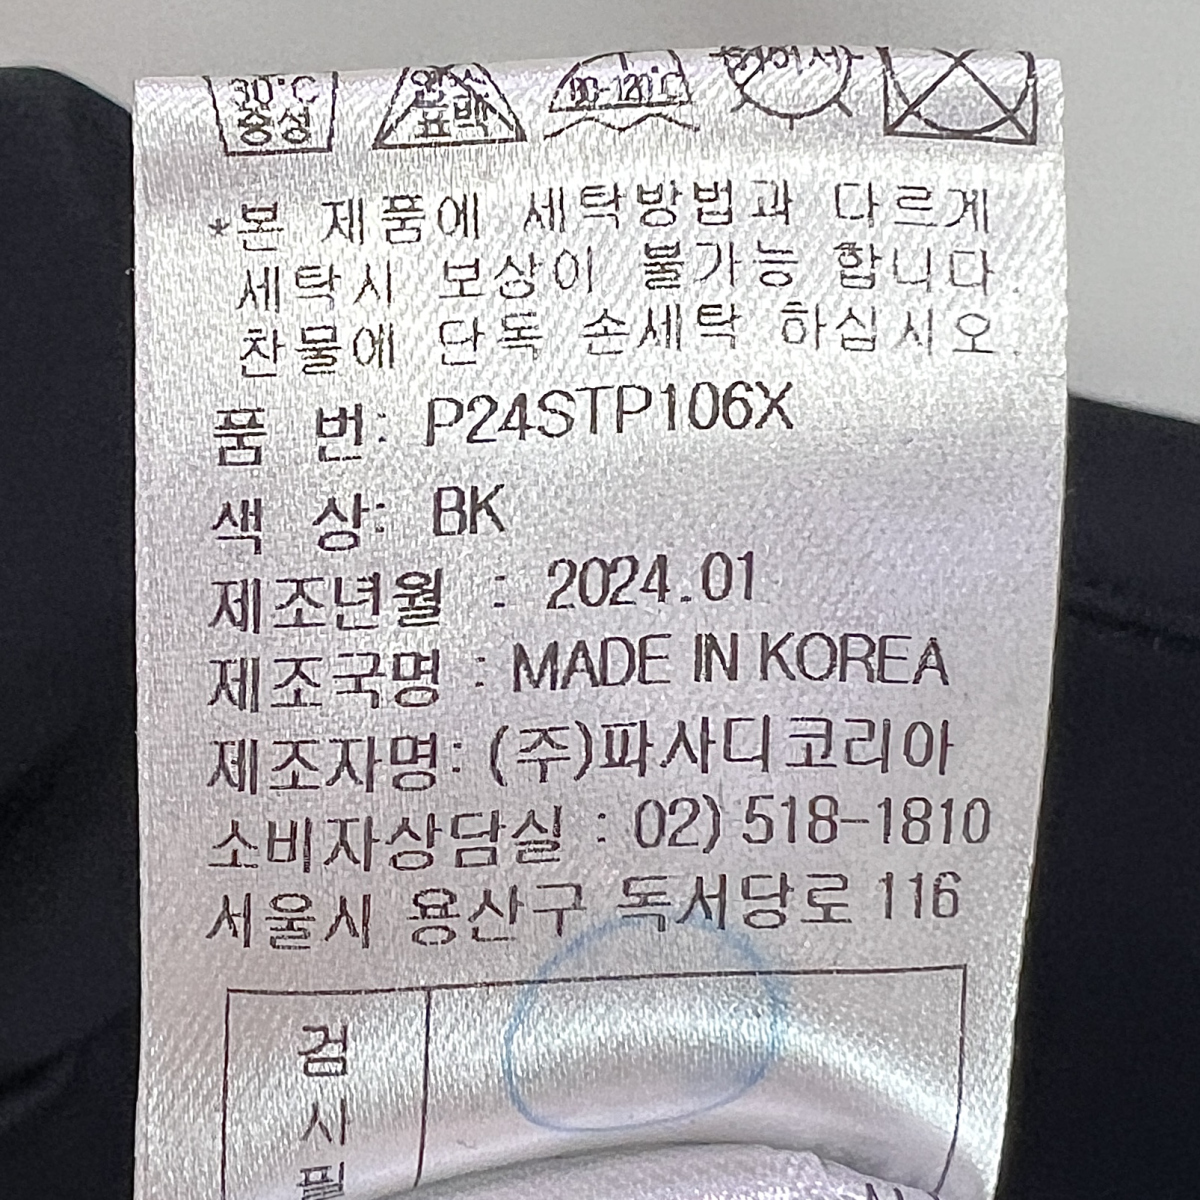 30°C
중성
표백
80-120°C
*본 제품에 세탁방법과 다르게
세탁시 보상이 불가능 합니다.
찬물에 단독 손세탁 하십시오.
품 번: P24STP106X
색 상: BK
제조년월 : 2024.01
제조국명 : MADE IN KOREA
제조자명: (주)파사디코리아
소비자상담실 : 02) 518-1810
서울시 용산구 독서당로 116
검
사
필